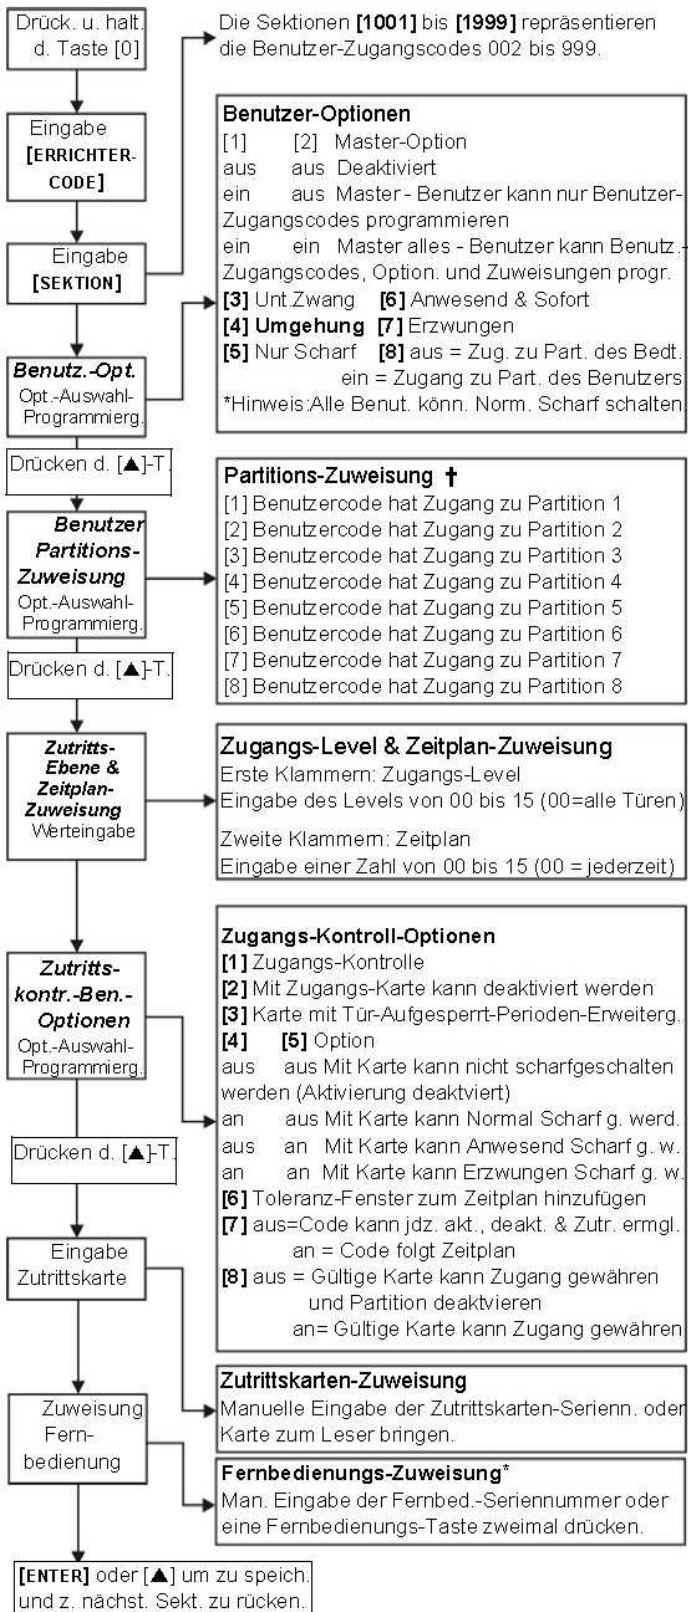 Drück. u. halt.
d. Taste [0]
Die Sektionen [1001] bis [1999] repräsentieren
die Benutzer-Zugangscodes 002 bis 999.
Eingabe
[ERRICHTER-
CODE]
Eingabe
[SEKTION]
Benutz.-Opt.
Opt.-Auswahl-
Programmierg.
Benutzer-Optionen
[1] [2] Master-Option
aus aus Deaktiviert
ein aus Master - Benutzer kann nur Benutzer-
Zugangscodes programmieren
ein ein Master alles - Benutzer kann Benutz.-
Zugangscodes, Option. und Zuweisungen progr.
[3] Unt.Zwang [6] Anwesend & Sofort
[4] Umgehung [7] Erzwungen
[5] Nur Scharf [8] aus = Zug. zu Part. des Bedt.
ein = Zugang zu Part. des Benutzers
*Hinweis:Alle Benut. könn. Norm. Scharf schalten
Drücken d. [▲]-T.
Benutzer
Partitions-
Zuweisung
Opt.-Auswahl-
Programmierg.
Partitions-Zuweisung †
[1] Benutzercode hat Zugang zu Partition 1
[2] Benutzercode hat Zugang zu Partition 2
[3] Benutzercode hat Zugang zu Partition 3
[4] Benutzercode hat Zugang zu Partition 4
[5] Benutzercode hat Zugang zu Partition 5
[6] Benutzercode hat Zugang zu Partition 6
[7] Benutzercode hat Zugang zu Partition 7
[8] Benutzercode hat Zugang zu Partition 8
Drücken d. [▲]-T.
Zutritts-
Ebene &
Zeitplan-
Zuweisung
Werteingabe
Zugangs-Level & Zeitplan-Zuweisung
Erste Klammern: Zugangs-Level
Eingabe des Levels von 00 bis 15 (00=alle Türen)
Zweite Klammern: Zeitplan
Eingabe einer Zahl von 00 bis 15 (00 = jederzeit)
Zutritts-
kontr.-Ben.-
Optionen
Opt.-Auswahl-
Programmierg.
Zugangs-Kontroll-Optionen
[1] Zugangs-Kontrolle
[2] Mit Zugangs-Karte kann deaktiviert werden
[3] Karte mit Tür-Aufgesperrt-Perioden-Erweiterg.
[4] [5] Option
aus aus Mit Karte kann nicht scharfgeschalten
werden (Aktivierung deaktviert)
an aus Mit Karte kann Normal Scharf g. werd.
aus an Mit Karte kann Anwesend Scharf g. w.
an an Mit Karte kann Erzwungen Scharf g. w.
[6] Toleranz-Fenster zum Zeitplan hinzufügen
[7] aus=Code kann jdz. akt., deakt. & Zutr. ermgl.
an = Code folgt Zeitplan
[8] aus = Gültige Karte kann Zugang gewähren
und Partition deaktvieren
an= Gültige Karte kann Zugang gewähren
Drücken d. [▲]-T.
Eingabe
Zutrittskarte
Zutrittskarten-Zuweisung
Manuelle Eingabe der Zutrittskarten-Serienn. oder
Karte zum Leser bringen.
Zuweisung
Fern-
bedienung
Fernbedienungs-Zuweisung*
Man. Eingabe der Fernbed.-Seriennummer oder
eine Fernbedienungs-Taste zweimal drücken.
[ENTER] oder [▲] um zu speich.
und z. nächst. Sekt. zu rücken.